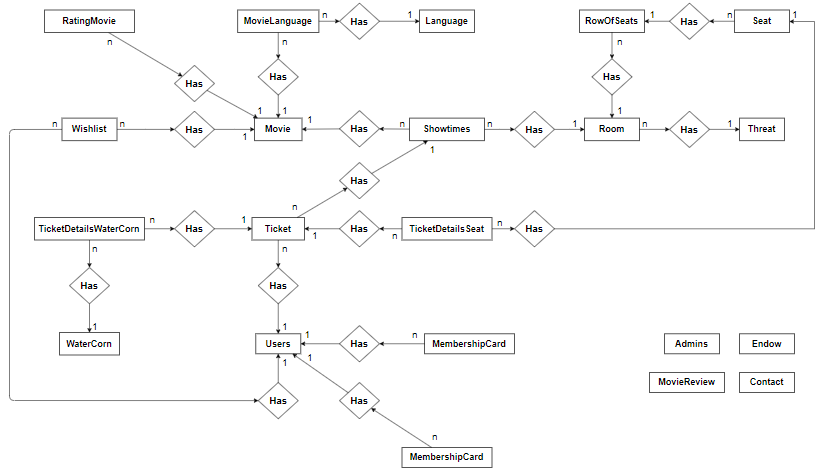 RatingMovie
MovieLanguage n Has 1 Language
RowOfSeats 1 Has n Seat 1
n n n
Has Has Has
1 1 1
n Wishlist n Has 1 Movie 1 Has n Showtimes n Has 1 Room n Has 1 Threat
1
n Has
TicketDetailsWaterCorn n Has 1 Ticket 1 Has n TicketDetailsSeat n Has
n n
Has Has
1 1
WaterCorn Users 1 Has n MembershipCard Admins Endow
1 1
MovieReview Contact
Has Has
n
MembershipCard